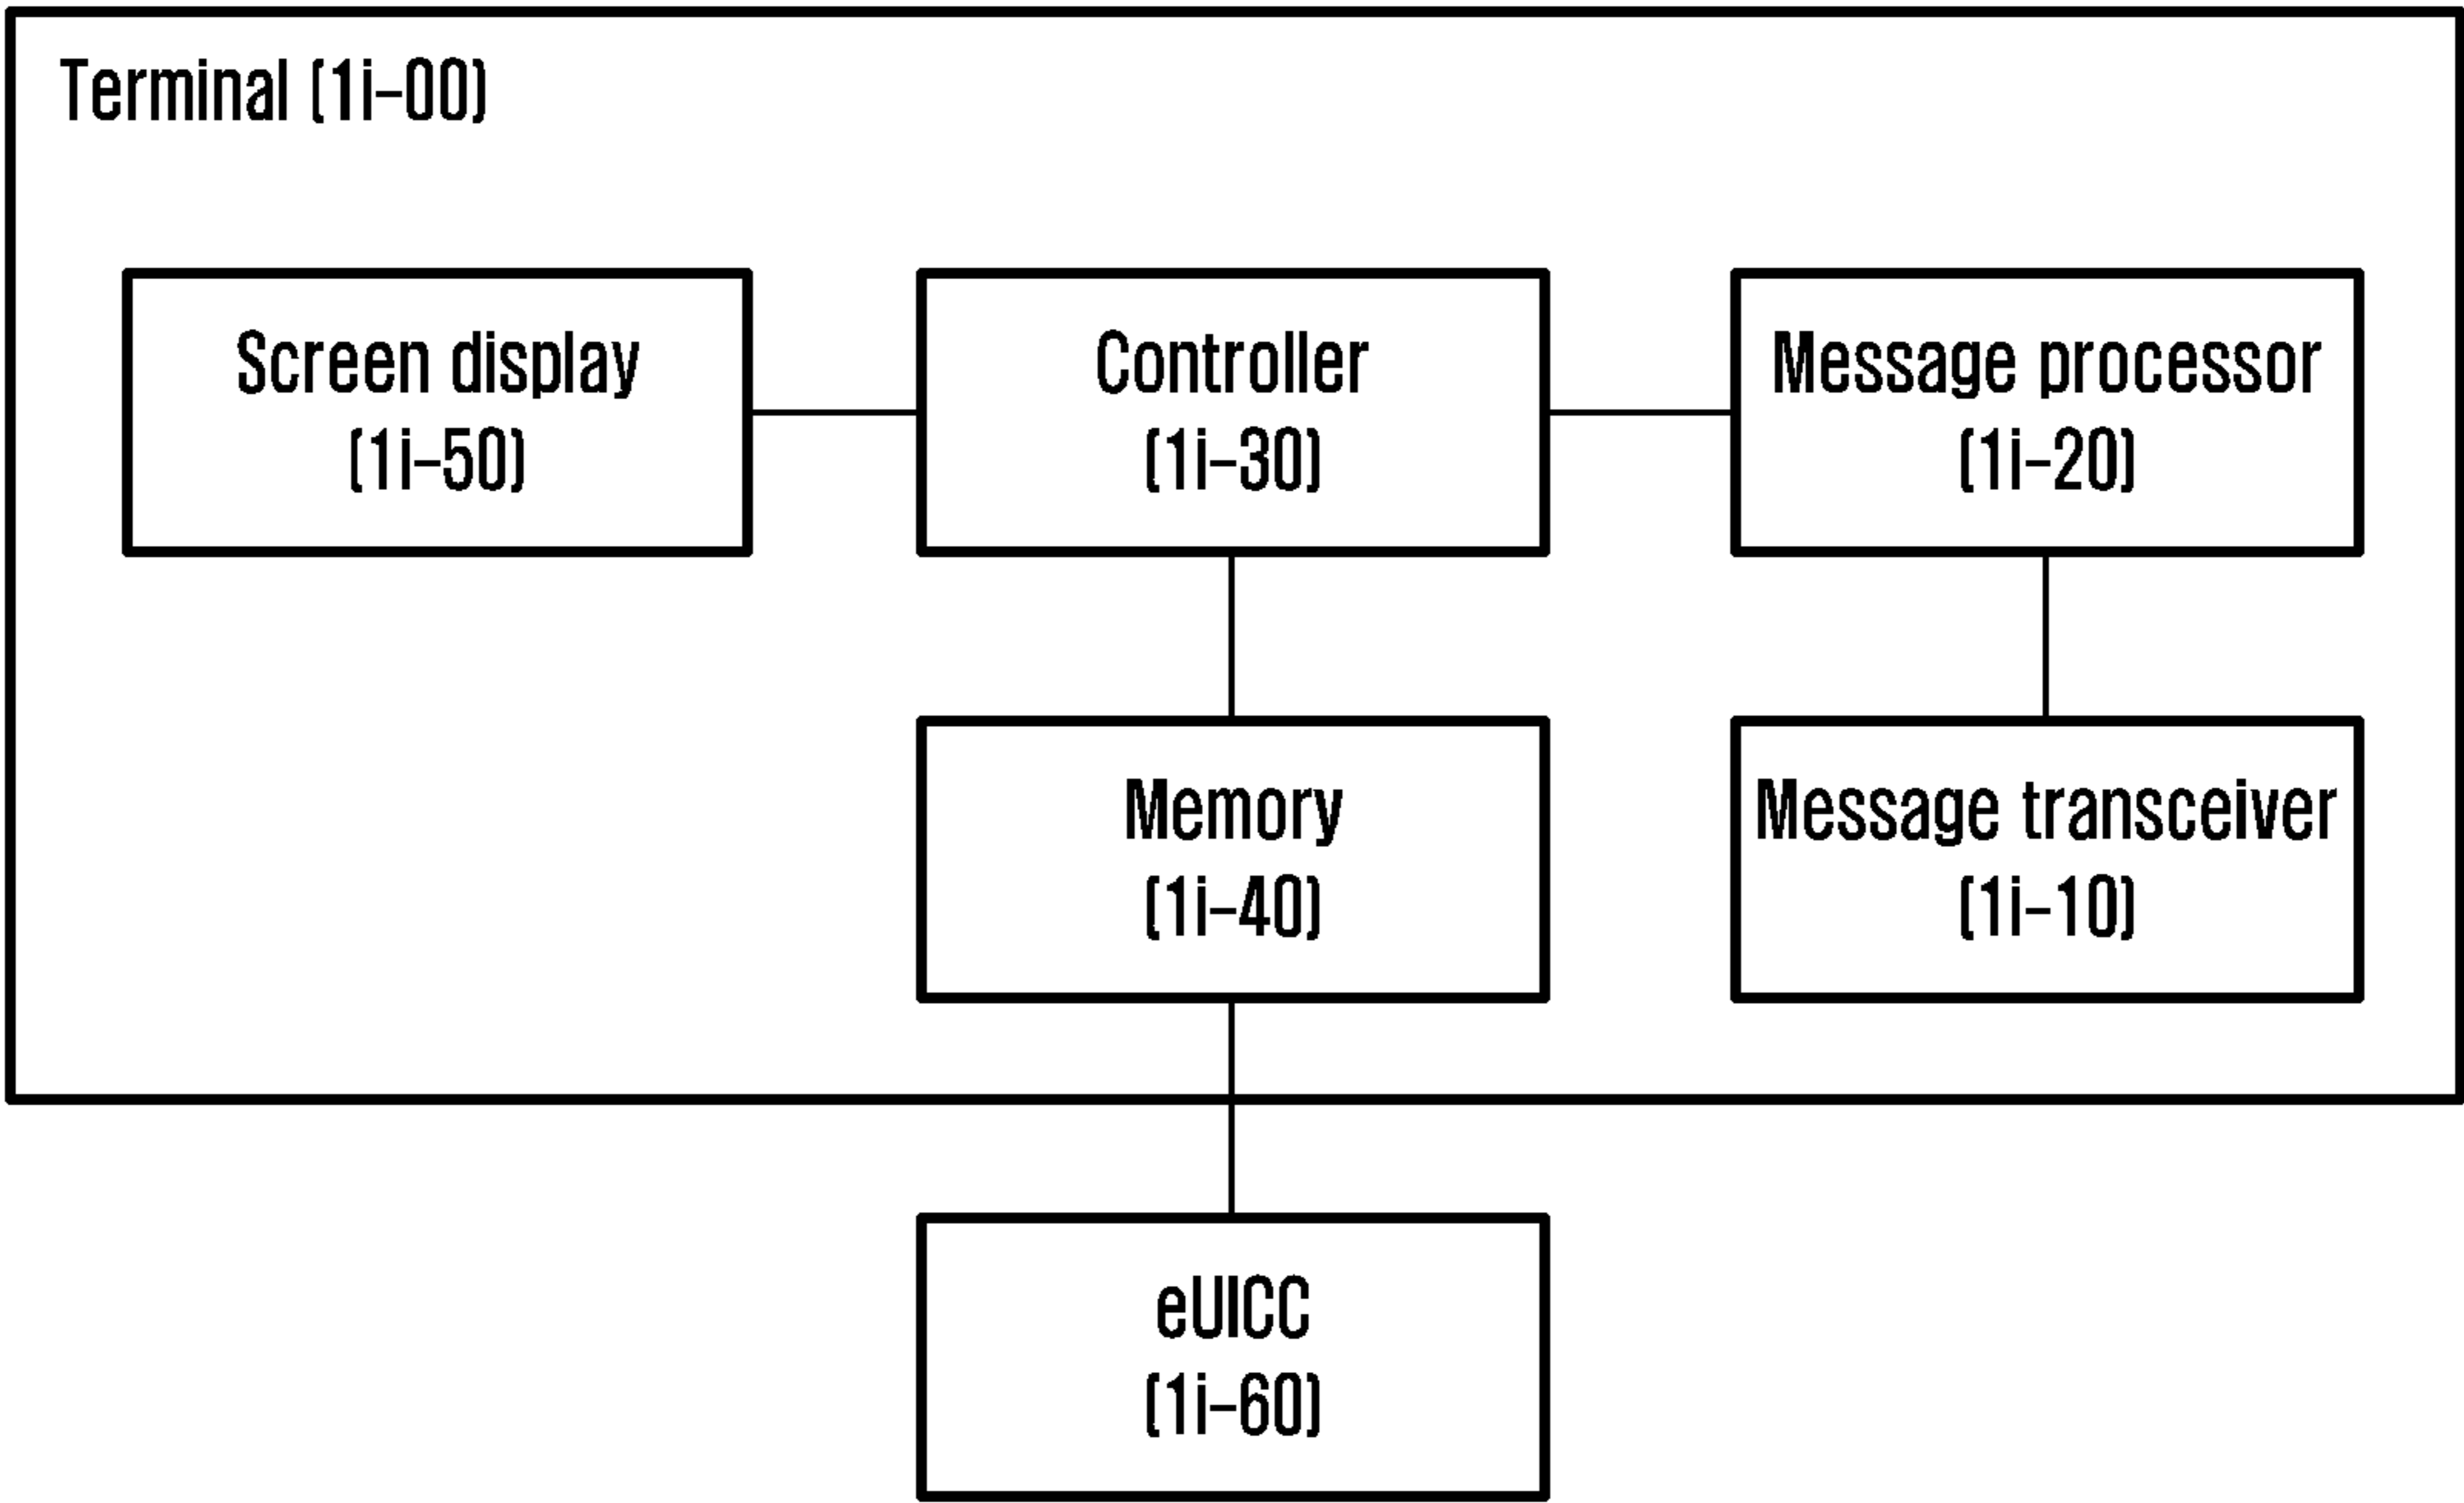 Terminal (1i–00)
Screen display
(1i–50)
Controller
(1i–30)
Message processor
(1i–20)
Memory
(1i–40)
Message transceiver
(1i–10)
eUICC
(1i–60)